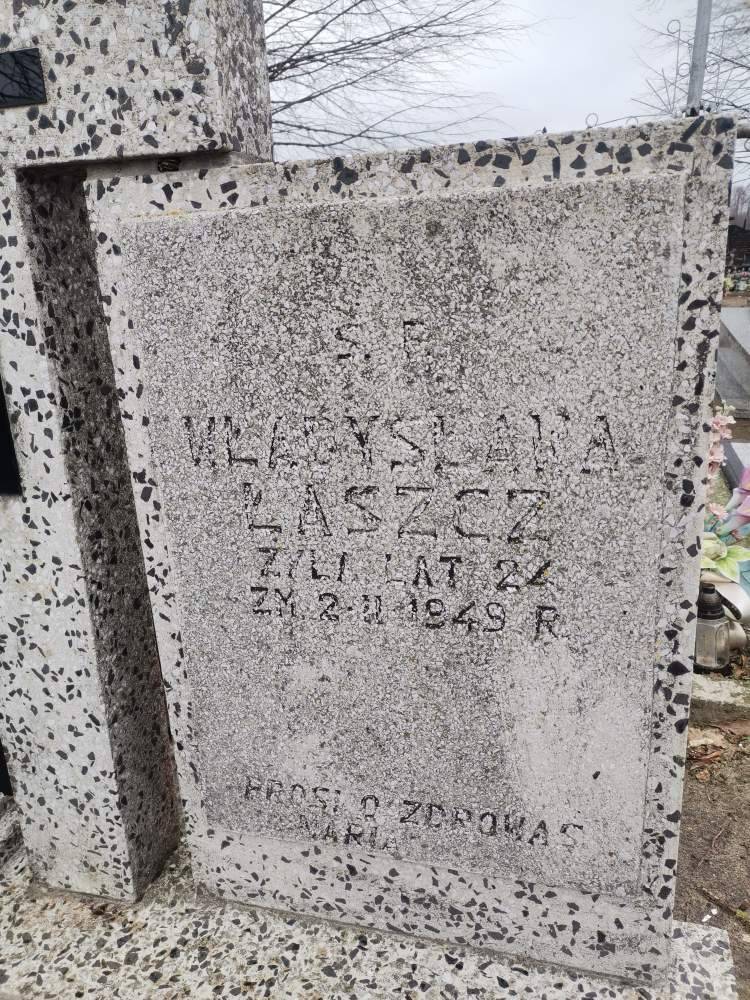 Ś. P.
WŁADYSŁAWA
ŁASZCZ
ŻYŁA LAT 24
ZM. 2-II-1949 R.
PROSI O ZDROWAŚ
MARIA